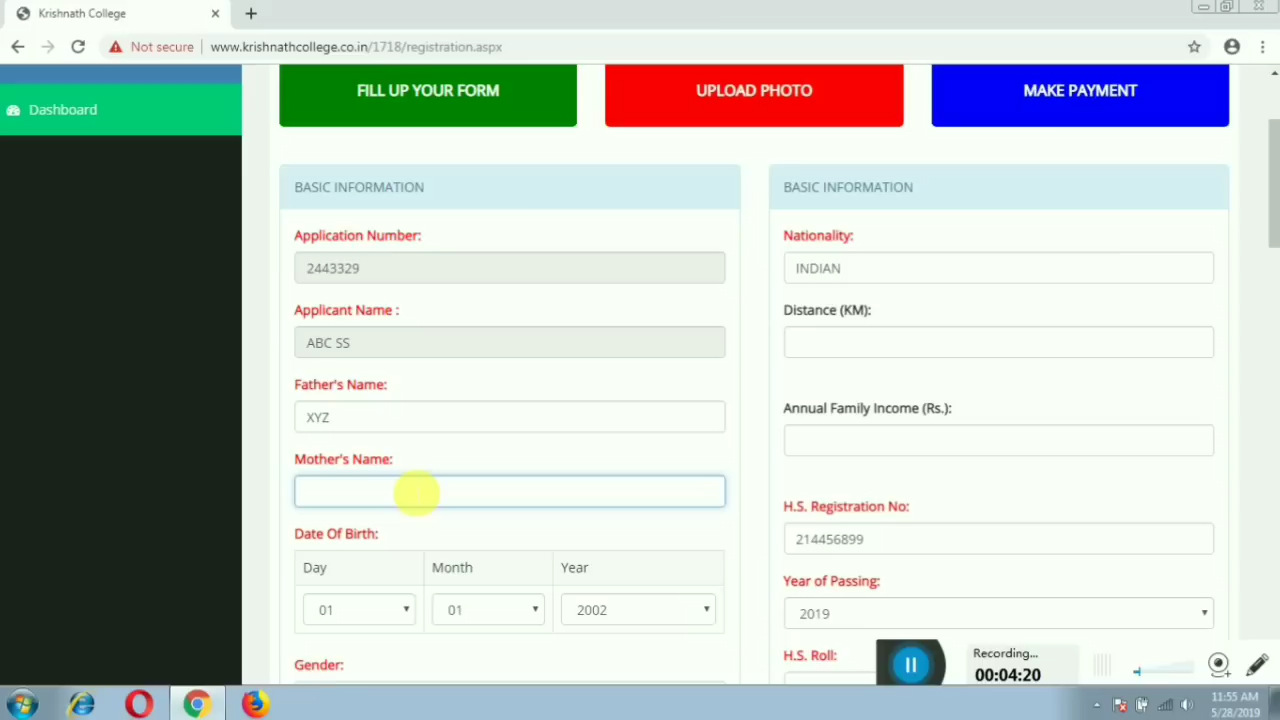 Krishnath College
Not secure
www.krishnathcollege.co.in/1718/registration.aspx
Dashboard
FILL UP YOUR FORM
UPLOAD PHOTO
MAKE PAYMENT
BASIC INFORMATION
Application Number:
2443329
Applicant Name :
ABC SS
Father's Name:
XYZ
Mother's Name:
Date Of Birth:
Day
Month
Year
01
01
2002
Gender:
BASIC INFORMATION
Nationality:
INDIAN
Distance (KM):
Annual Family Income (Rs.):
H.S. Registration No:
214456899
Year of Passing:
2019
H.S. Roll:
Recording...
00:04:20
11:55 AM
5/28/2019